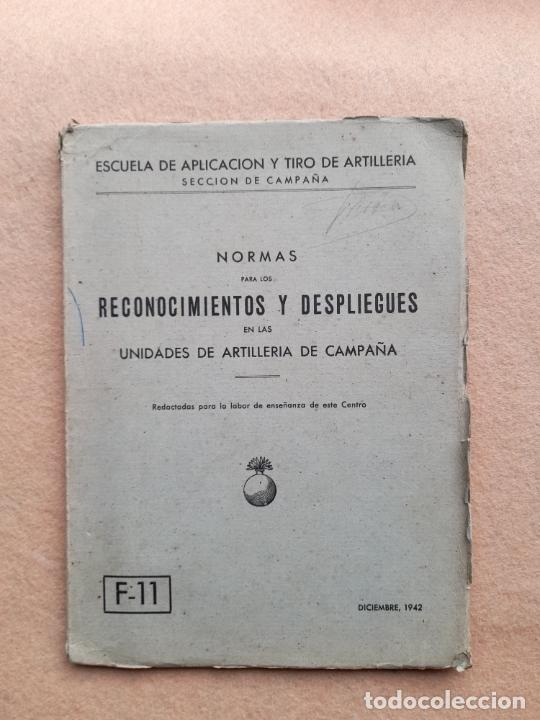 ESCUELA DE APLICACION Y TIRO DE ARTILLERIA
SECCION DE CAMPAÑA
NORMAS
PARA LOS
RECONOCIMIENTOS Y DESPLIEGUES
EN LAS
UNIDADES DE ARTILLERIA DE CAMPAÑA
Redactadas para la labor de enseñanza de este Centro
F-11
DICIEMBRE, 1942
todocoleccion